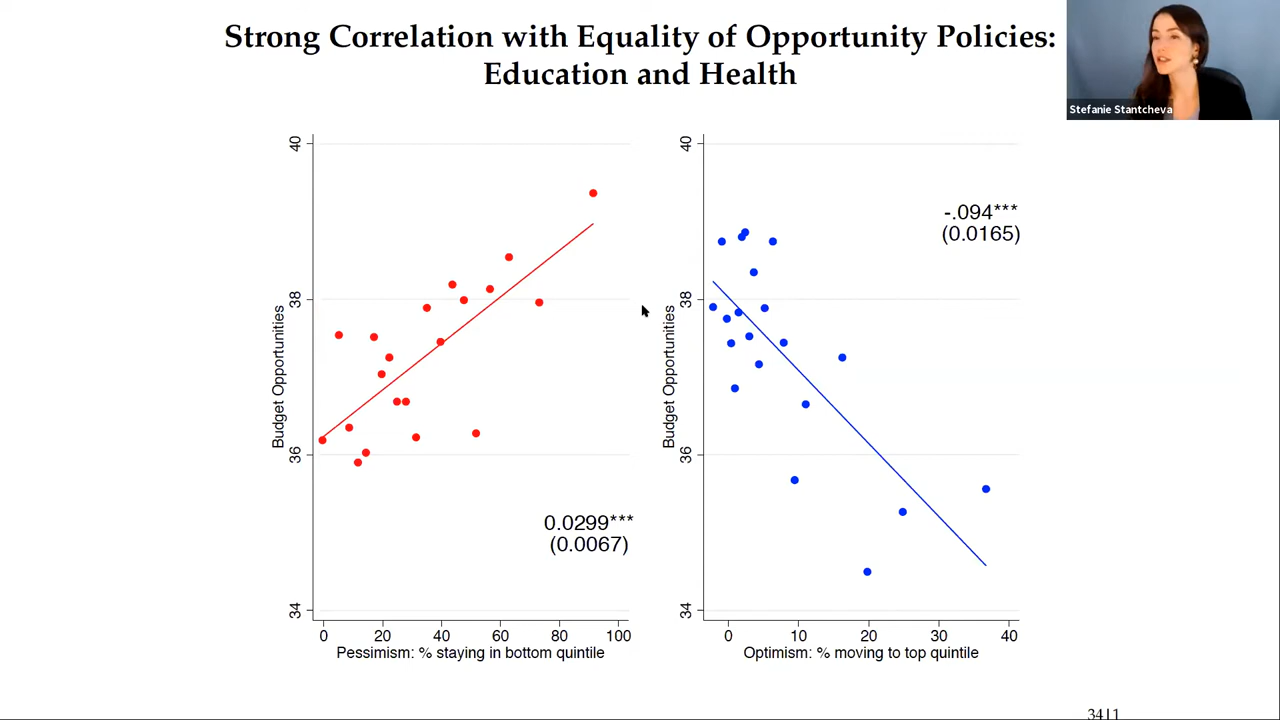 Strong Correlation with Equality of Opportunity Policies:
Education and Health
Stefanie Stantcheva
40
38
36
34
Budget Opportunities
0.0299***
(0.0067)
0 20 40 60 80 100
Pessimism: % staying in bottom quintile
40
38
36
34
Budget Opportunities
-.094***
(0.0165)
0 10 20 30 40
Optimism: % moving to top quintile